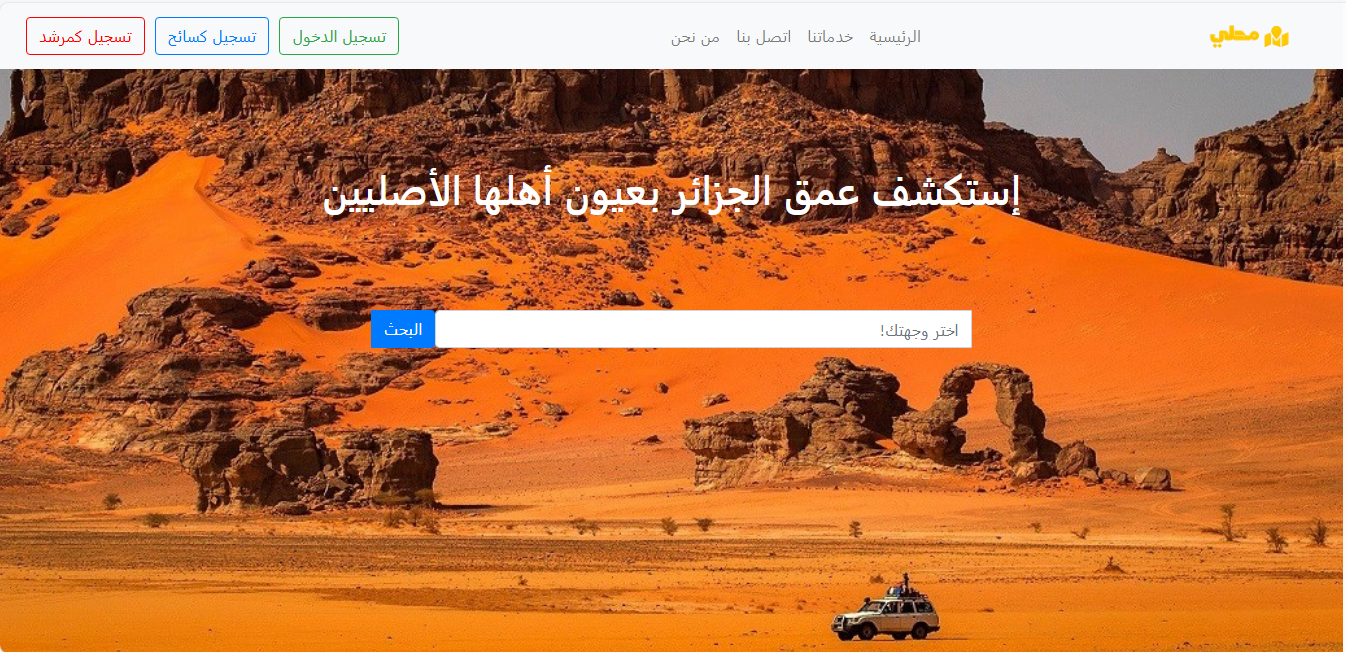 محلي
الرئيسية خدماتنا اتصل بنا من نحن
تسجيل الدخول تسجيل كسائح تسجيل كمرشد
إستكشف عمق الجزائر بعيون أهلها الأصليين
اختر وجهتك! البحث